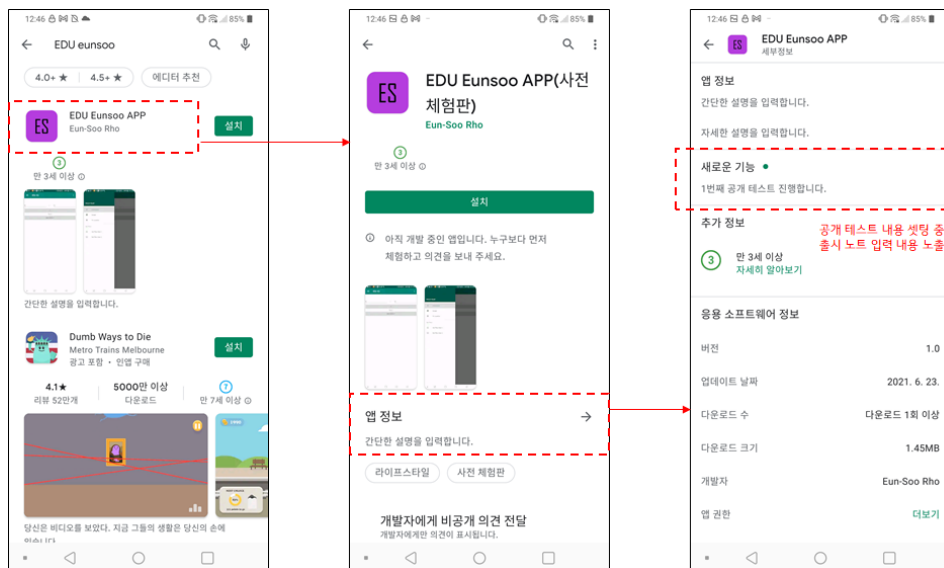 12:46
85%
EDU eunsoo
4.0+ ★
4.5+ ★
에디터 추천
ES
EDU Eunsoo APP
Eun-Soo Rho
설치
3
만 3세 이상
간단한 설명을 입력합니다.
Dumb Ways to Die
Metro Trains Melbourne
광고 포함 • 인앱 구매
설치
4.1★
리뷰 52만개
5000만 이상
다운로드
7
만 7세 이상
당신은 비디오를 보았다. 지금 그들의 생활은 당신의 손에
있습니다
12:46
85%
ES
EDU Eunsoo APP(사전
체험판)
Eun-Soo Rho
3
만 3세 이상
설치
아직 개발 중인 앱입니다. 누구보다 먼저
체험하고 의견을 보내 주세요.
앱 정보
간단한 설명을 입력합니다.
라이프스타일
사전 체험판
개발자에게 비공개 의견 전달
개발자에게만 의견이 표시됩니다.
12:46
85%
ES
EDU Eunsoo APP
세부정보
앱 정보
간단한 설명을 입력합니다.
자세한 설명을 입력합니다.
새로운 기능 •
1번째 공개 테스트 진행합니다.
추가 정보
공개 테스트 내용 셋팅 중
출시 노트 입력 내용 노출
3
만 3세 이상
자세히 알아보기
응용 소프트웨어 정보
버전
1.0
업데이트 날짜
2021. 6. 23.
다운로드 수
다운로드 1회 이상
다운로드 크기
1.45MB
개발자
Eun-Soo Rho
앱 권한
더보기